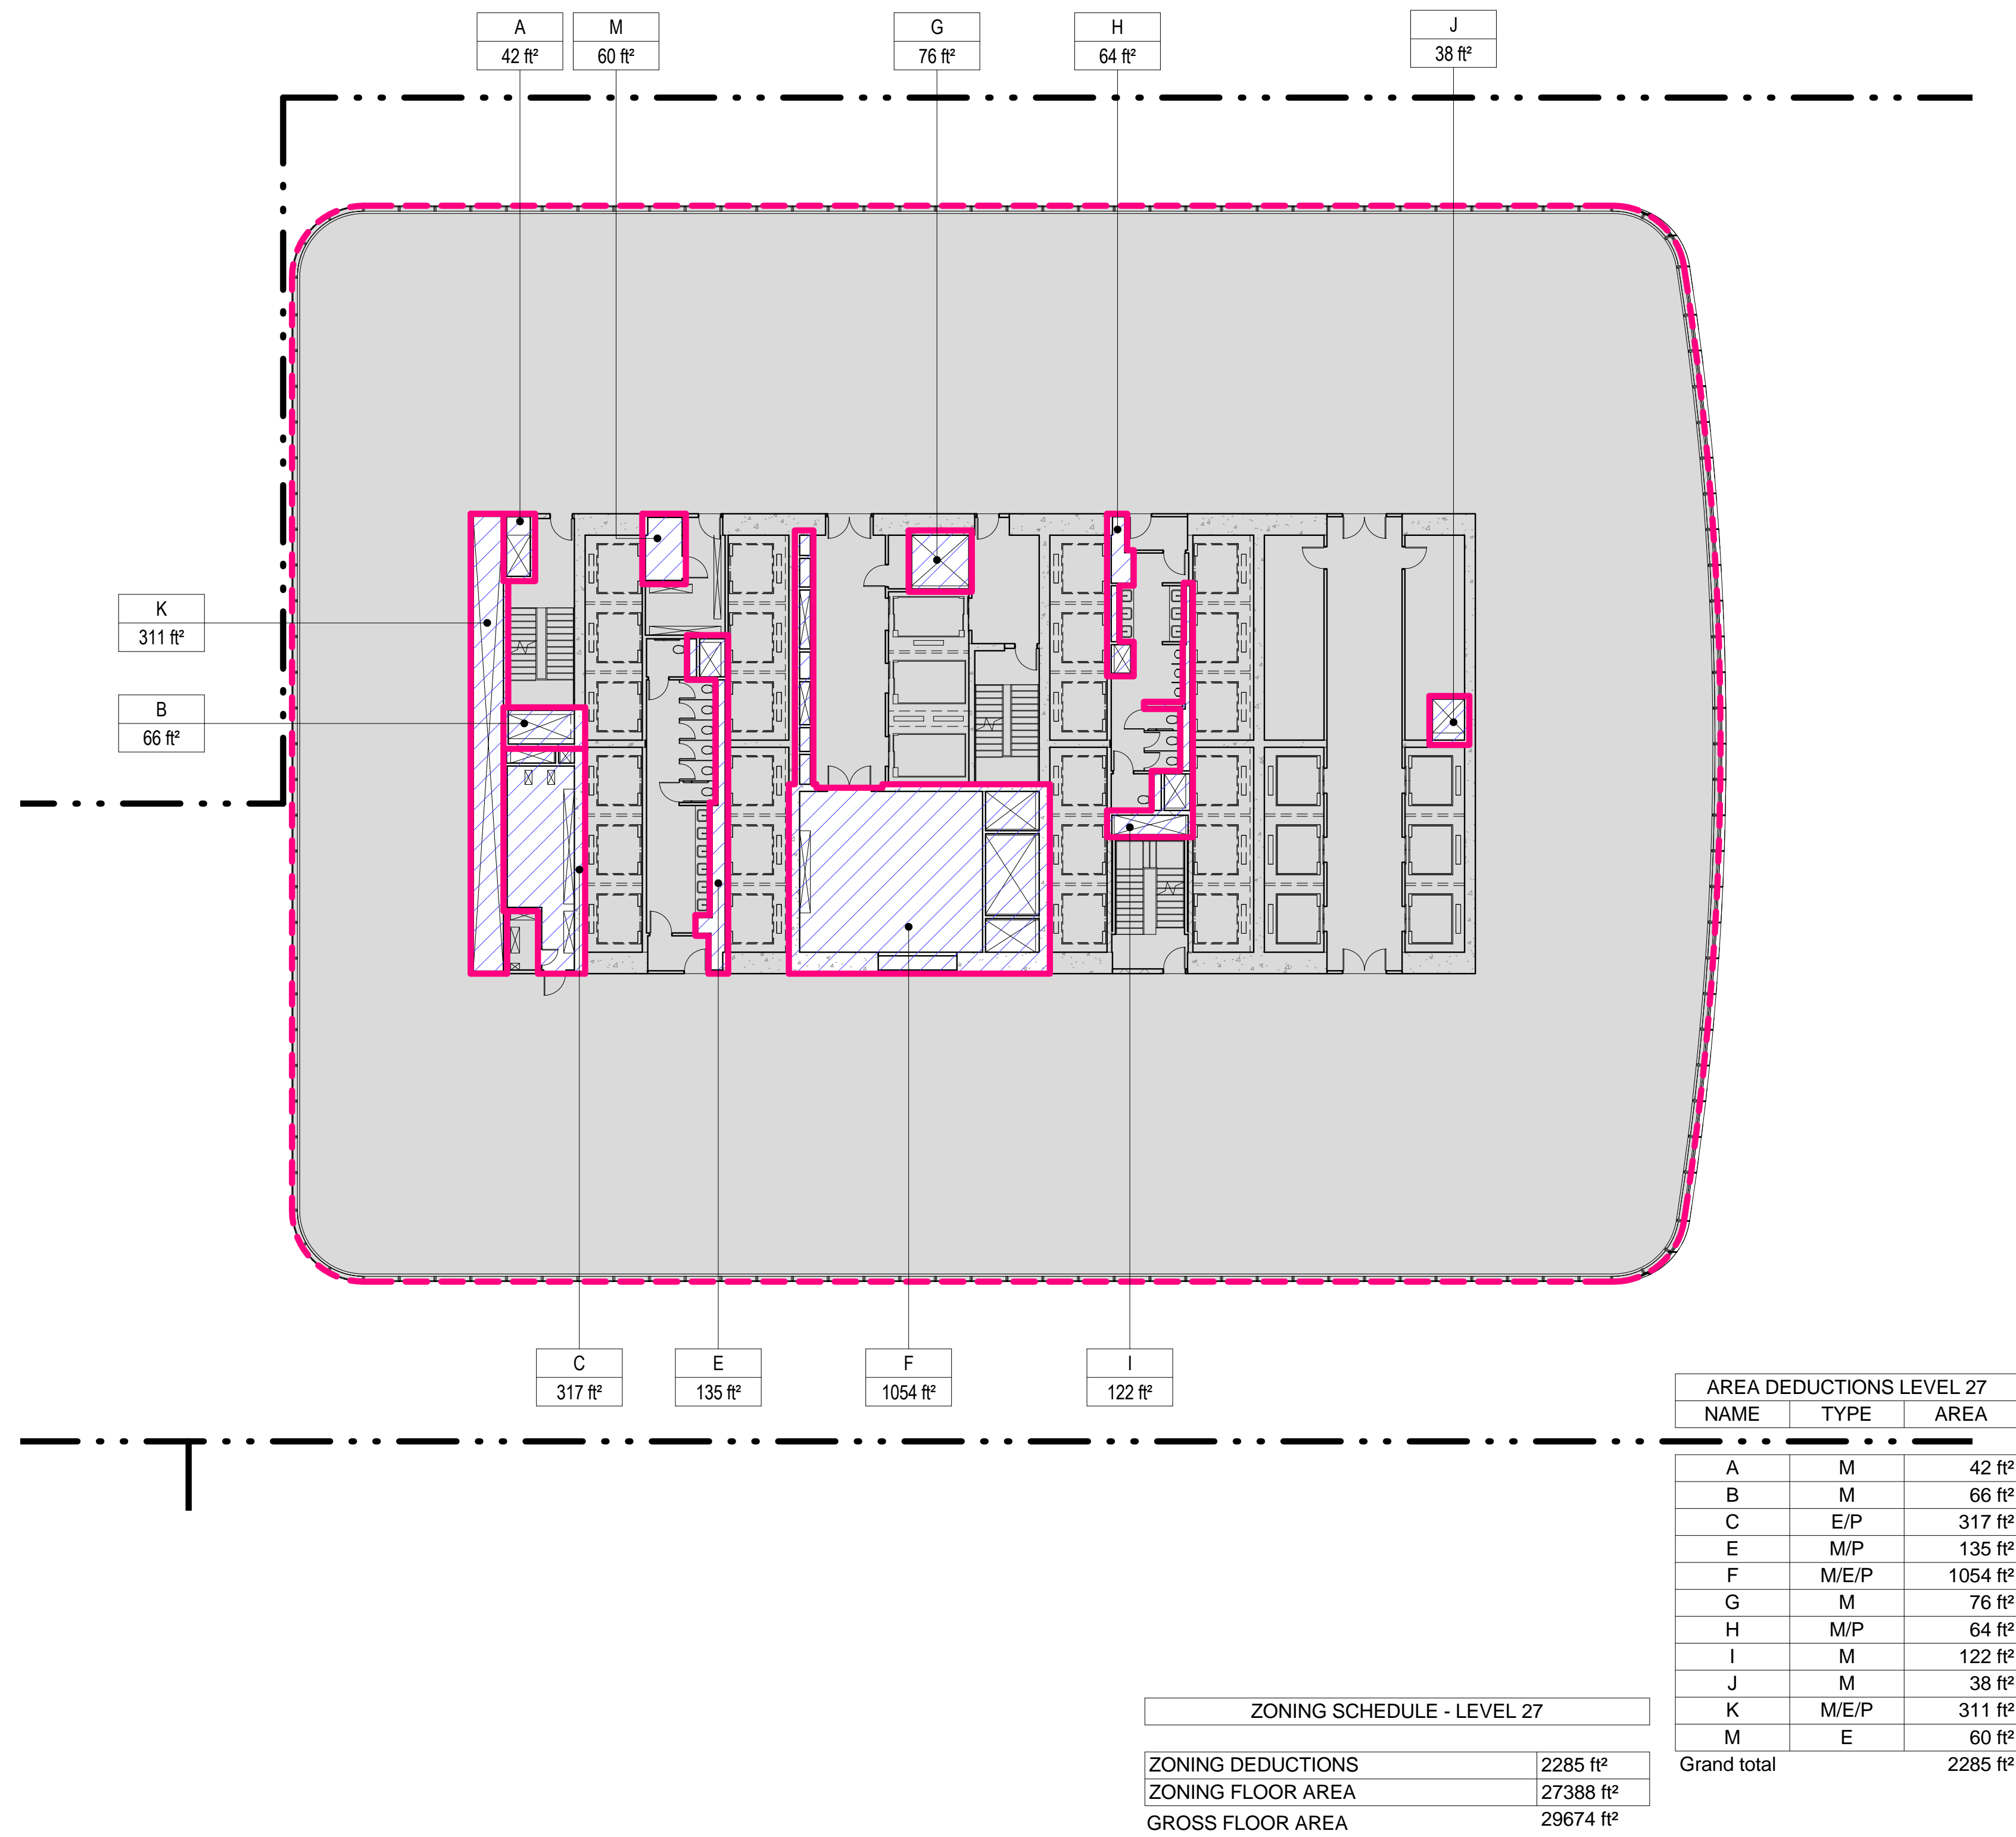 A
42 ft²
M
60 ft²
G
76 ft²
H
64 ft²
J
38 ft²
K
311 ft²
B
66 ft²
C
317 ft²
E
135 ft²
F
1054 ft²
I
122 ft²
AREA DEDUCTIONS LEVEL 27
NAME TYPE AREA
A M 42 ft²
B M 66 ft²
C E/P 317 ft²
E M/P 135 ft²
F M/E/P 1054 ft²
G M 76 ft²
H M/P 64 ft²
I M 122 ft²
J M 38 ft²
K M/E/P 311 ft²
M E 60 ft²
Grand total 2285 ft²
ZONING SCHEDULE - LEVEL 27
ZONING DEDUCTIONS 2285 ft²
ZONING FLOOR AREA 27388 ft²
GROSS FLOOR AREA 29674 ft²